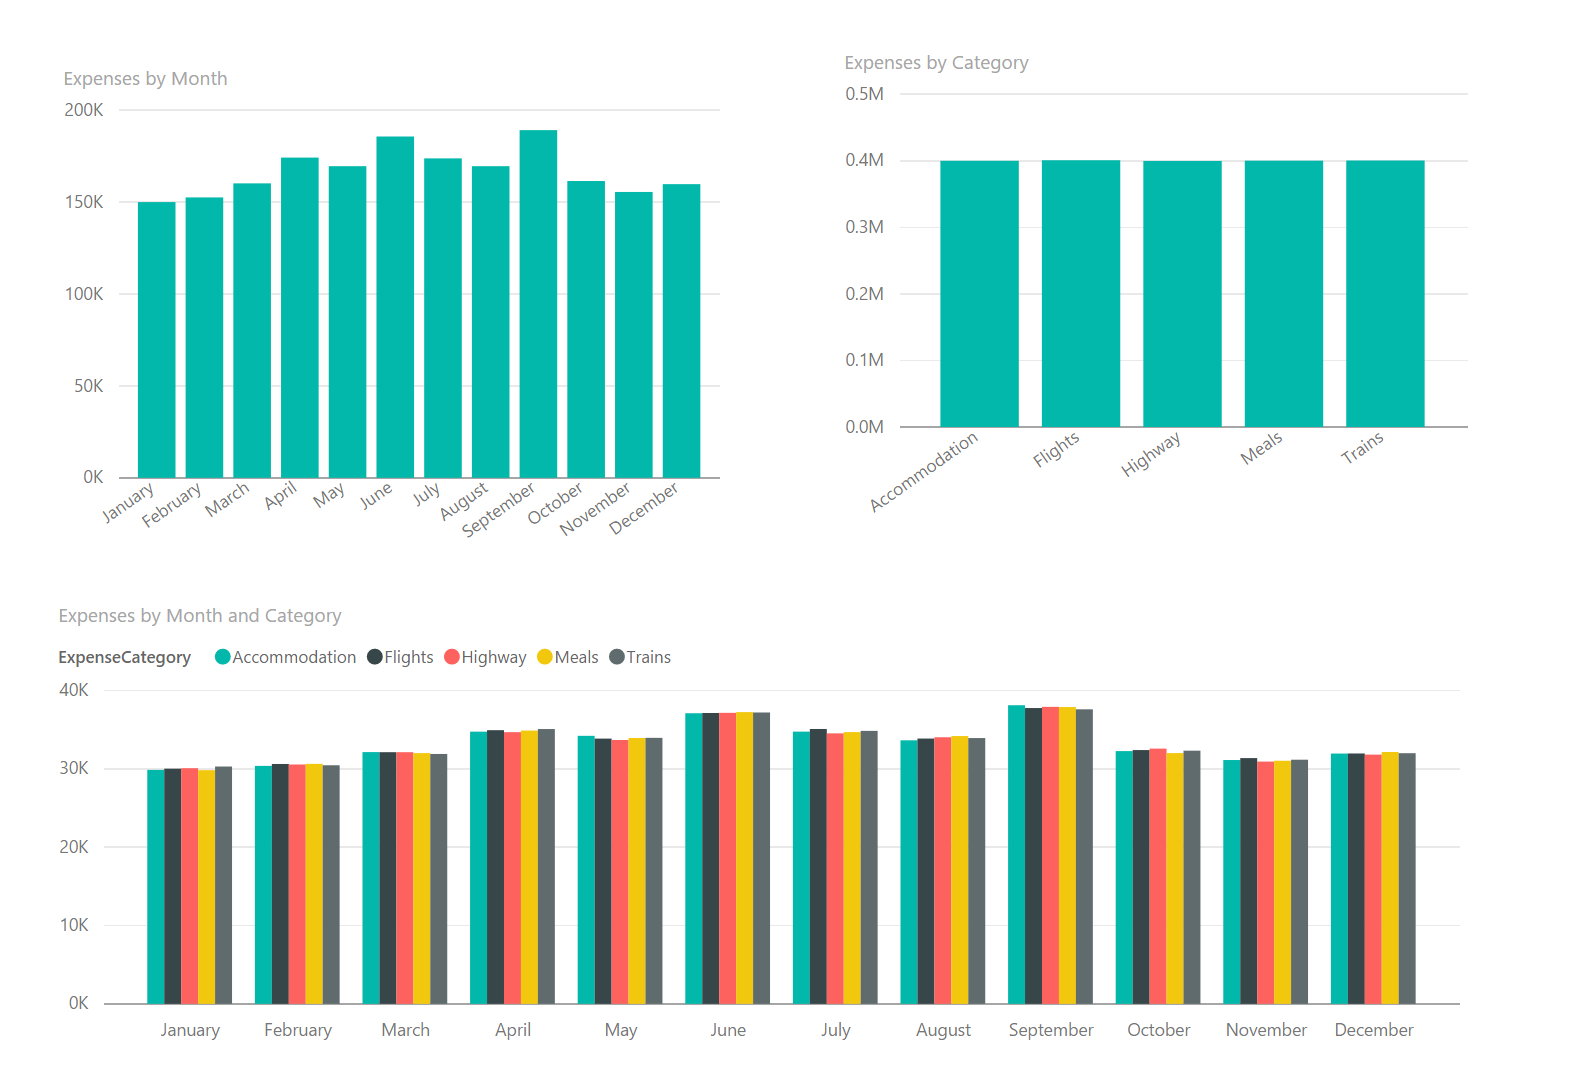 Expenses by Month
200K
150K
100K
50K
0K
January February March April May June July August September October November December
Expenses by Category
0.5M
0.4M
0.3M
0.2M
0.1M
0.0M
Accommodation Flights Highway Meals Trains
Expenses by Month and Category
ExpenseCategory Accommodation Flights Highway Meals Trains
40K
30K
20K
10K
0K
January February March April May June July August September October November December